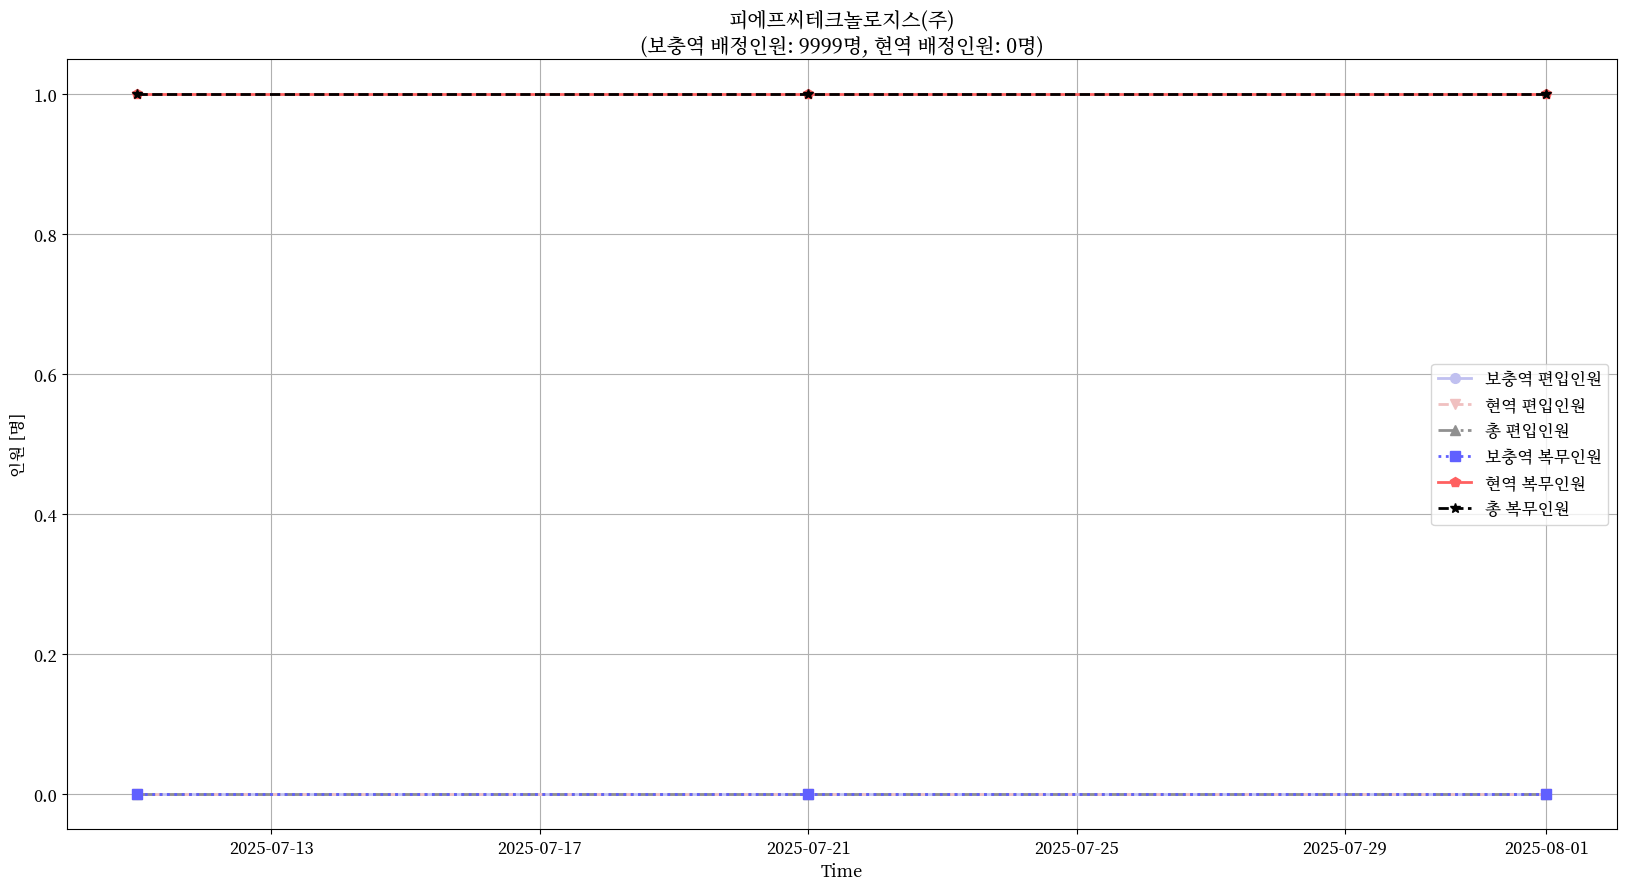 피에프씨테크놀로지스(주)
(보충역 배정인원: 9999명, 현역 배정인원: 0명)
1.0
0.8
0.6
0.4
0.2
0.0
인원 [명]
보충역 편입인원
현역 편입인원
총 편입인원
보충역 복무인원
현역 복무인원
총 복무인원
2025-07-13
2025-07-17
2025-07-21
2025-07-25
2025-07-29
2025-08-01
Time